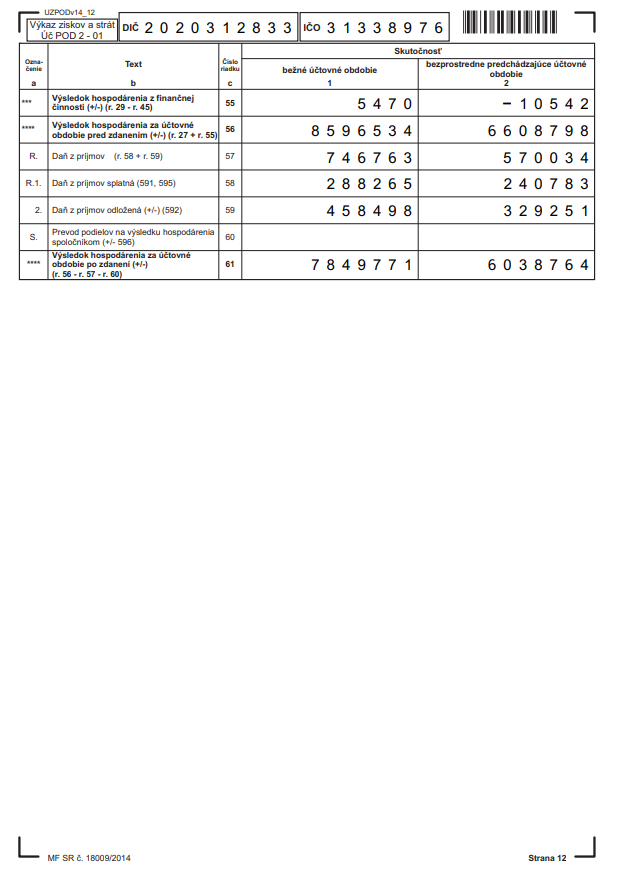 UZPODv14_12
Výkaz ziskov a strát
Úč POD 2 - 01
DIČ 2020312833 IČO 31338976
Ozna-
čenie
Text
Číslo
riadku
Skutočnosť
bežné účtovné obdobie
bezprostredne predchádzajúce účtovné
obdobie
a b c 1 2
*** Výsledok hospodárenia z finančnej
činnosti (+/-) (r. 29 - r. 45) 55 5470 -10542
**** Výsledok hospodárenia za účtovné
obdobie pred zdanením (+/-) (r. 27 + r. 55) 56 8596534 6608798
R. Daň z príjmov (r. 58 + r. 59) 57 746763 570034
R.1. Daň z príjmov splatná (591, 595) 58 288265 240783
2. Daň z príjmov odložená (+/-) (592) 59 458498 329251
S. Prevod podielov na výsledku hospodárenia
spoločníkom (+/- 596) 60
**** Výsledok hospodárenia za účtovné
obdobie po zdanení (+/-)
(r. 56 - r. 57 - r. 60) 61 7849771 6038764
MF SR č. 18009/2014 Strana 12